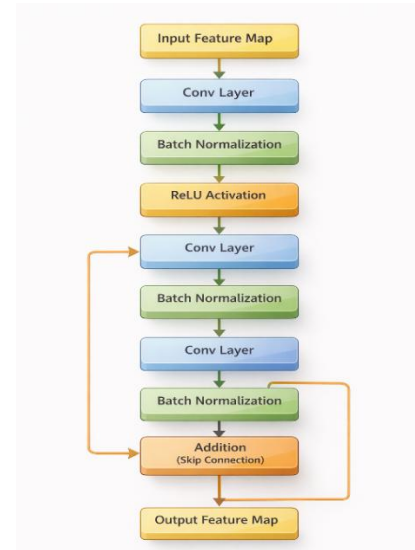 Input Feature Map
Conv Layer
Batch Normalization
ReLU Activation
Conv Layer
Batch Normalization
Conv Layer
Batch Normalization
Addition
(Skip Connection)
Output Feature Map